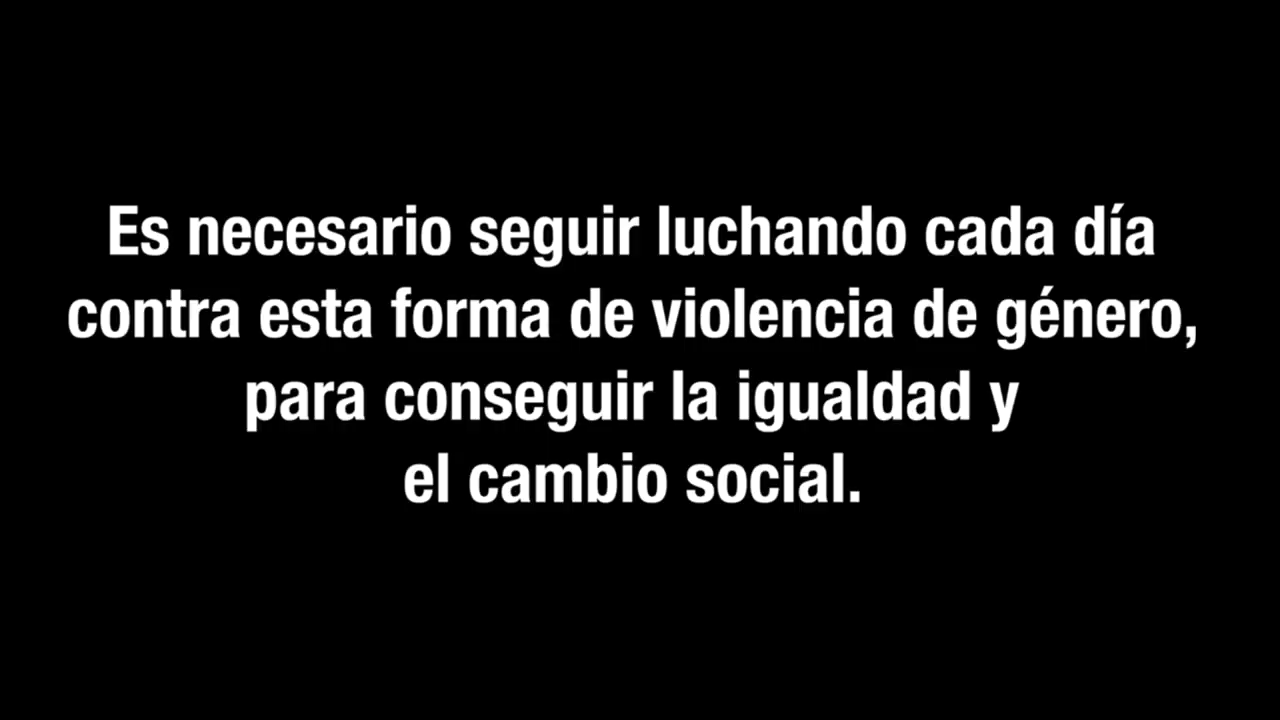 Es necesario seguir luchando cada día
contra esta forma de violencia de género,
para conseguir la igualdad y
el cambio social.